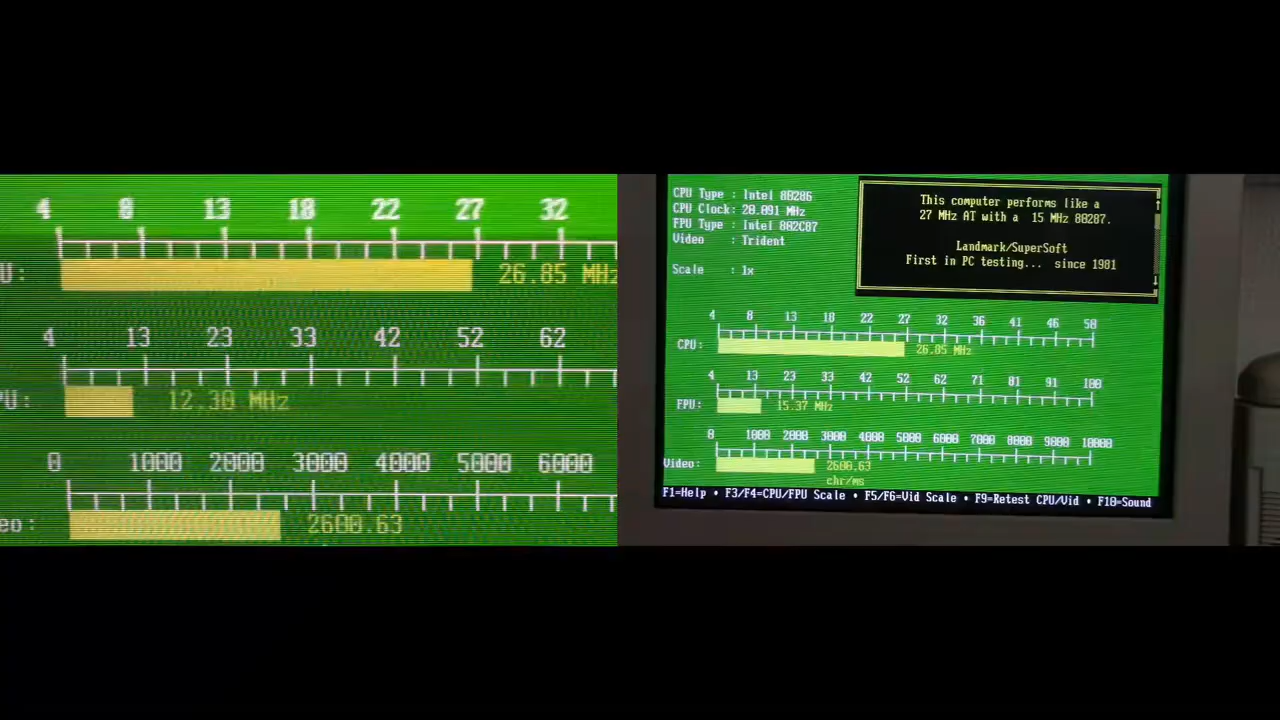 4 8 13 18 22 27 32
U: 26.85 MHz
4 13 23 33 42 52 62
PU: 12.30 MHz
0 1000 2000 3000 4000 5000 6000
eo: 2600.63
CPU Type : Intel 80286
CPU Clock: 20.091 MHz
FPU Type : Intel 802C87
Video : Trident
Scale : 1x
This computer performs like a
27 MHz AT with a 15 MHz 80287.
Landmark/SuperSoft
First in PC testing... since 1981
4 8 13 18 22 27 32 36 41 46 50
CPU: 26.85 MHz
4 13 23 33 42 52 62 71 81 91 100
FPU: 15.37 MHz
0 1000 2000 3000 4000 5000 6000 7000 8000 9000 10000
Video: 2600.63
chr/ms
F1=Help • F3/F4=CPU/FPU Scale • F5/F6=Vid Scale • F9=Retest CPU/Vid • F10=Sound